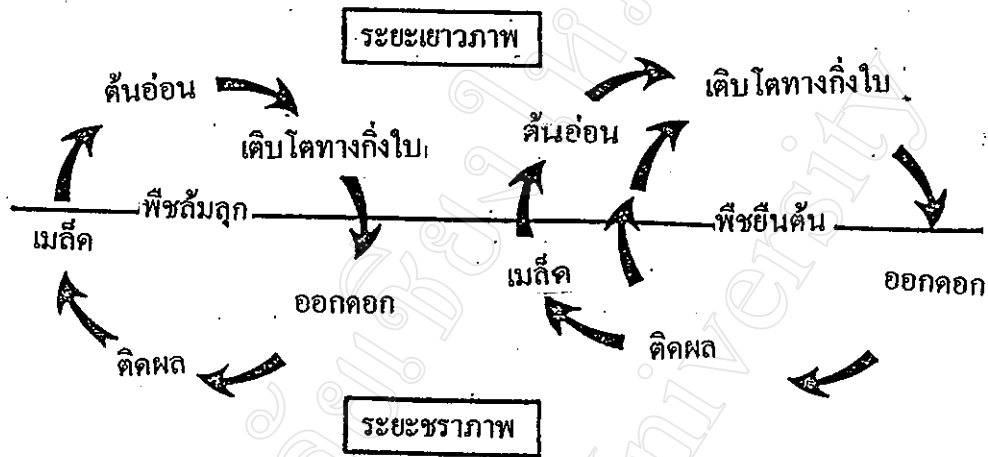 ระยะเยาวภาพ
ต้นอ่อน
เติบโตทางกิ่งใบ
พืชล้มลุก
เมล็ด
ออกดอก
ติดผล
ต้นอ่อน
เติบโตทางกิ่งใบ
พืชยืนต้น
เมล็ด
ออกดอก
ติดผล
ระยะชราภาพ
University